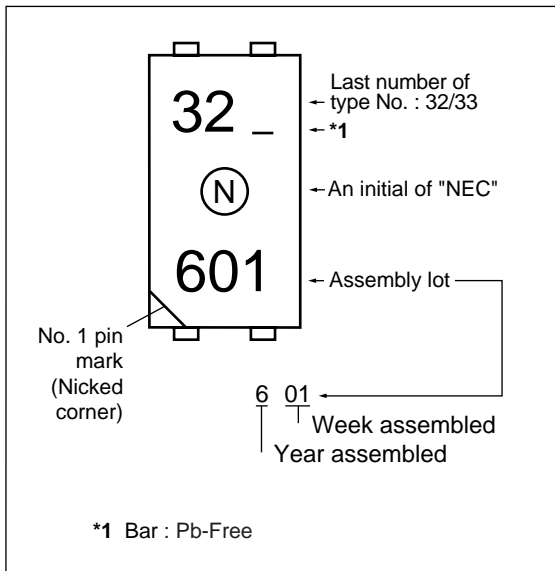 32 _
Last number of
type No. : 32/33
*1
N
An initial of "NEC"
601
Assembly lot
No. 1 pin
mark
(Nicked
corner)
6 01
Week assembled
Year assembled
*1 Bar : Pb-Free